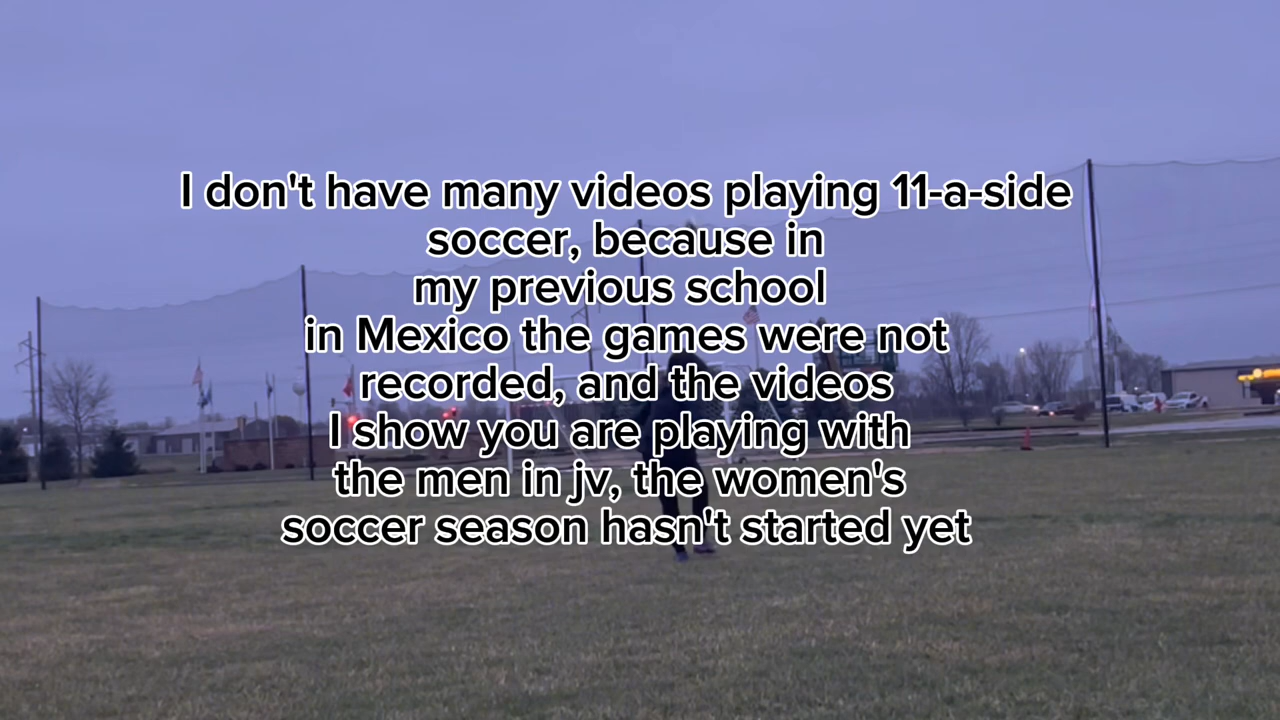 I don't have many videos playing 11-a-side
soccer, because in
my previous school
in Mexico the games were not
recorded, and the videos
I show you are playing with
the men in jv, the women's
soccer season hasn't started yet